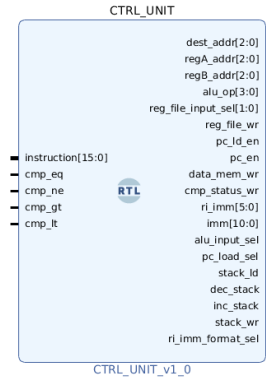 CTRL_UNIT
dest_addr[2:0]
regA_addr[2:0]
regB_addr[2:0]
alu_op[3:0]
reg_file_input_sel[1:0]
reg_file_wr
pc_ld_en
instruction[15:0] pc_en
cmp_eq data_mem_wr
cmp_ne RTL cmp_status_wr
cmp_gt ri_imm[5:0]
cmp_lt imm[10:0]
alu_input_sel
pc_load_sel
stack_ld
dec_stack
inc_stack
stack_wr
ri_imm_format_sel
CTRL_UNIT_v1_0